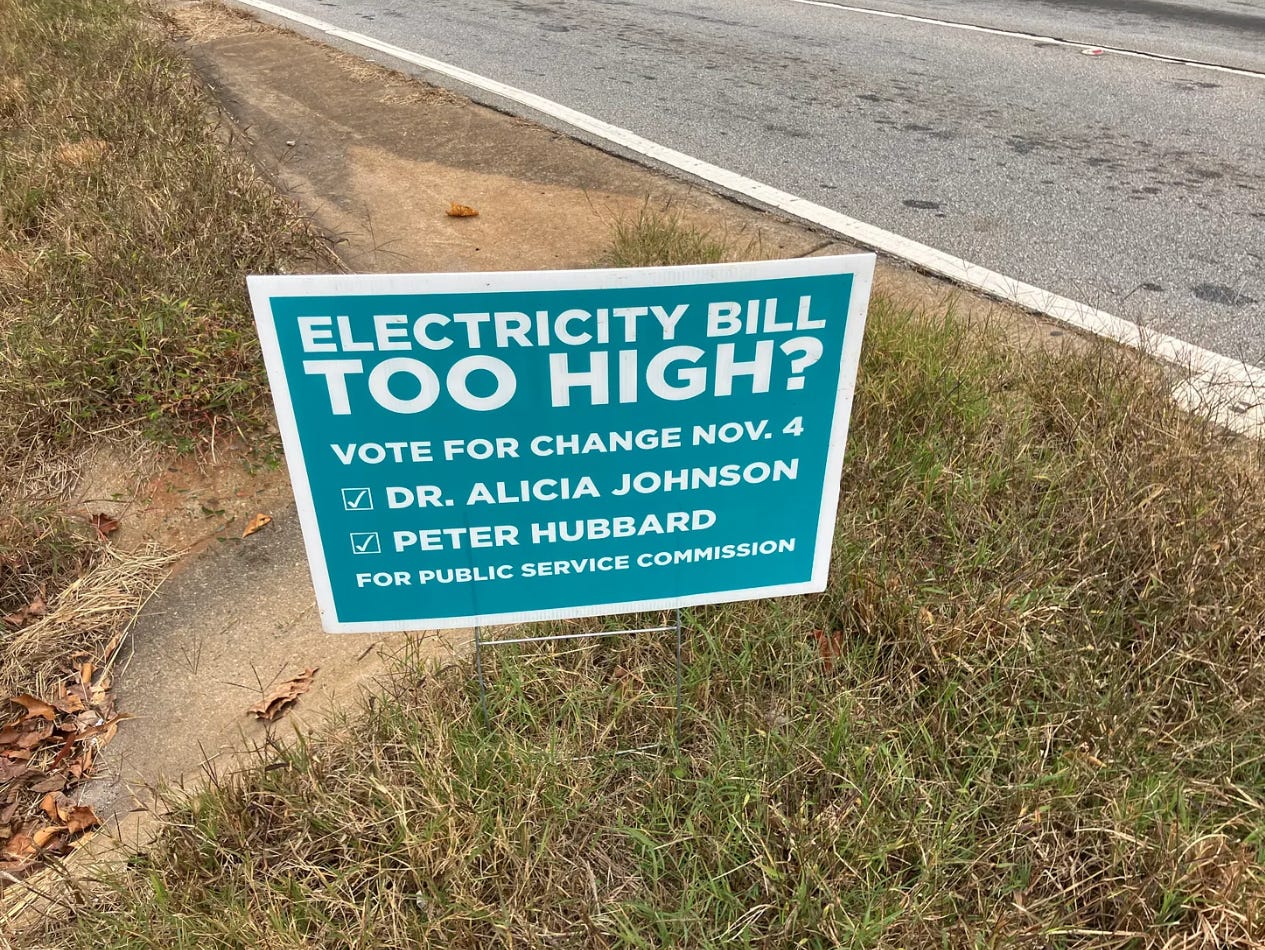 ELECTRICITY BILL
TOO HIGH?
VOTE FOR CHANGE NOV. 4
☑ DR. ALICIA JOHNSON
☑ PETER HUBBARD
FOR PUBLIC SERVICE COMMISSION